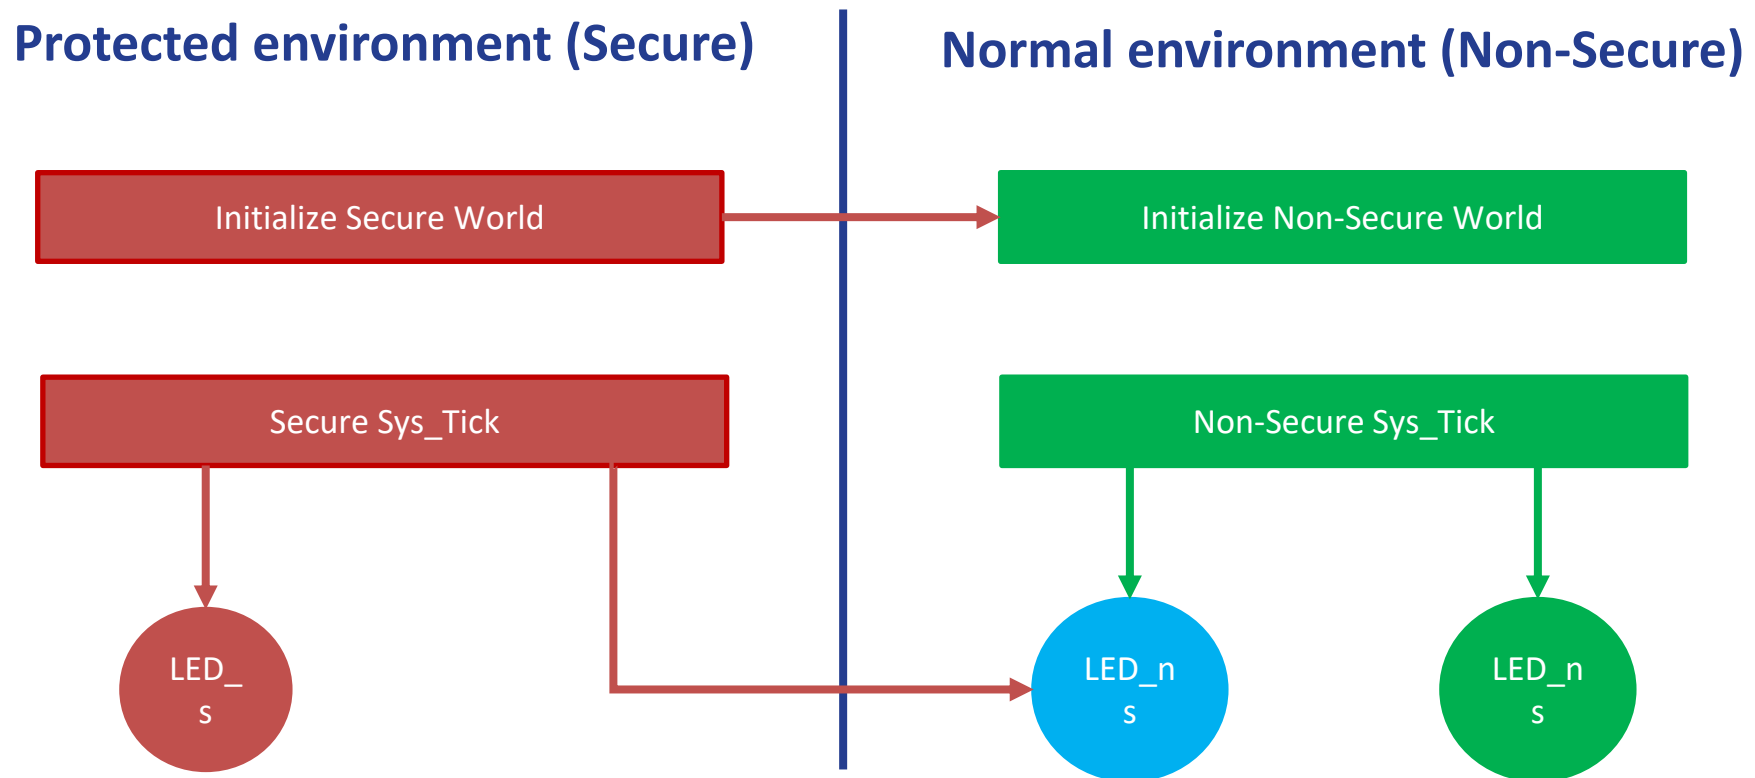 Protected environment (Secure)
Normal environment (Non-Secure)
Initialize Secure World
Initialize Non-Secure World
Secure Sys_Tick
Non-Secure Sys_Tick
LED_
s
LED_n
s
LED_n
s